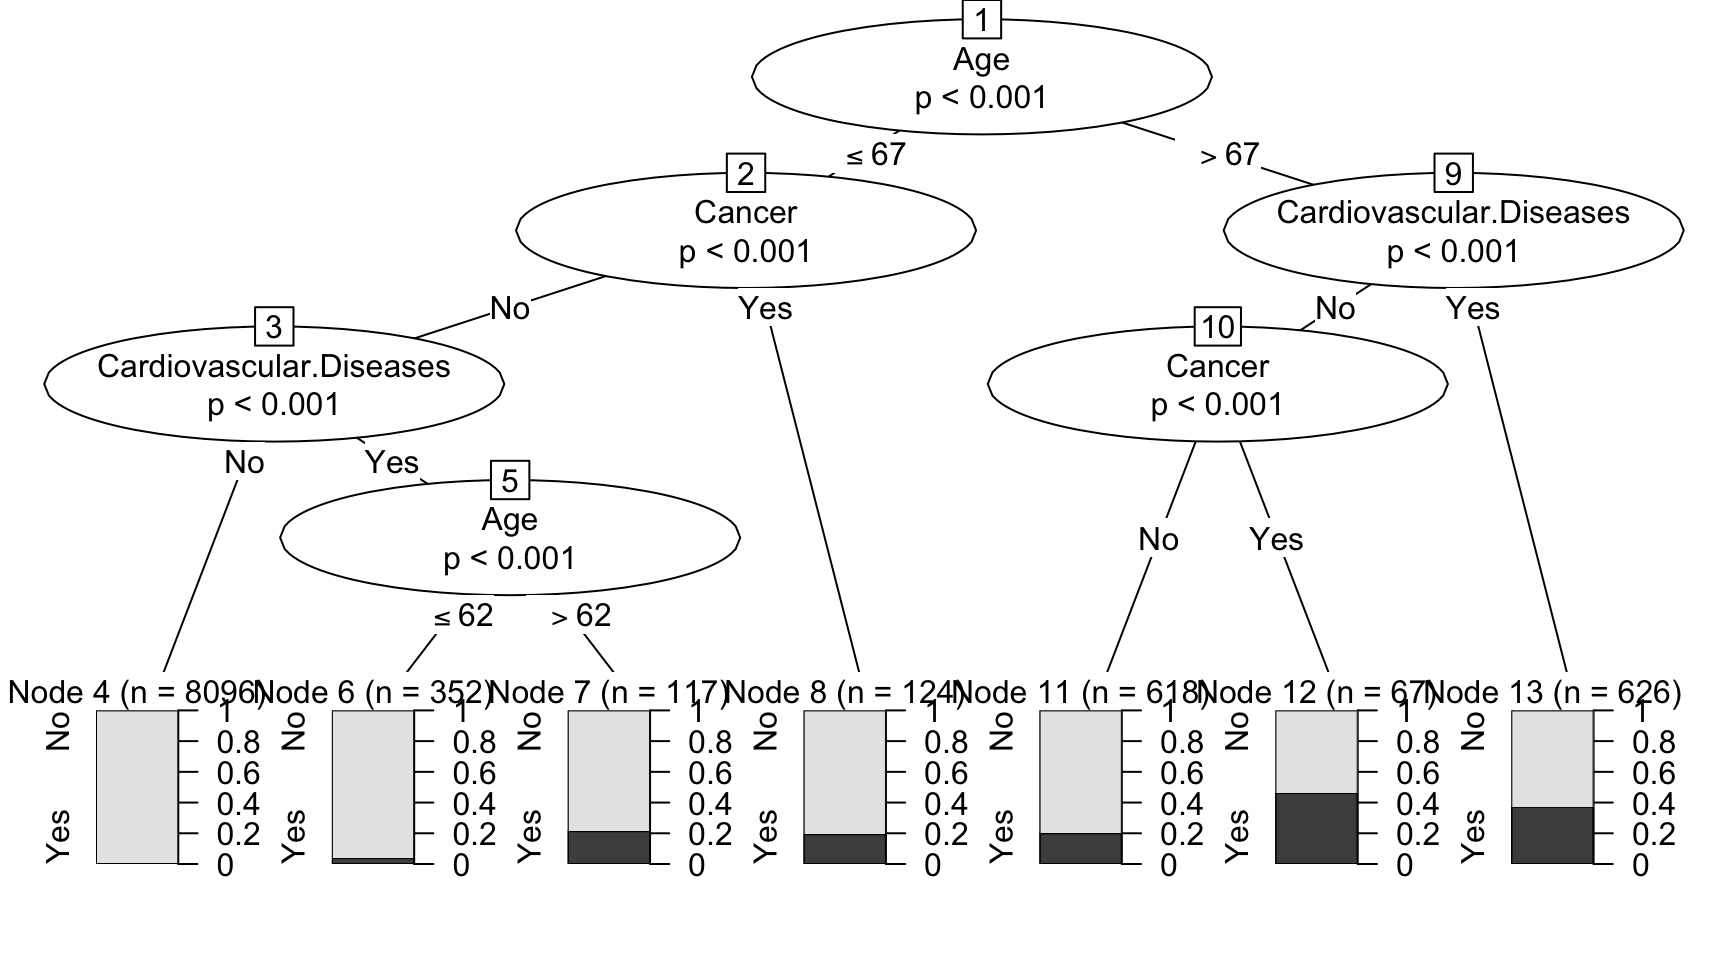 1
Age
p < 0.001
≤ 67
> 67
2
Cancer
p < 0.001
9
Cardiovascular.Diseases
p < 0.001
No
Yes
No
Yes
3
Cardiovascular.Diseases
p < 0.001
10
Cancer
p < 0.001
No
Yes
5
Age
p < 0.001
No
Yes
≤ 62
> 62
Node 4 (n = 8096)
No
Yes
1
0.8
0.6
0.4
0.2
0
Node 6 (n = 352)
No
Yes
1
0.8
0.6
0.4
0.2
0
Node 7 (n = 117)
No
Yes
1
0.8
0.6
0.4
0.2
0
Node 8 (n = 124)
No
Yes
1
0.8
0.6
0.4
0.2
0
Node 11 (n = 618)
No
Yes
1
0.8
0.6
0.4
0.2
0
Node 12 (n = 67)
No
Yes
1
0.8
0.6
0.4
0.2
0
Node 13 (n = 626)
No
Yes
1
0.8
0.6
0.4
0.2
0